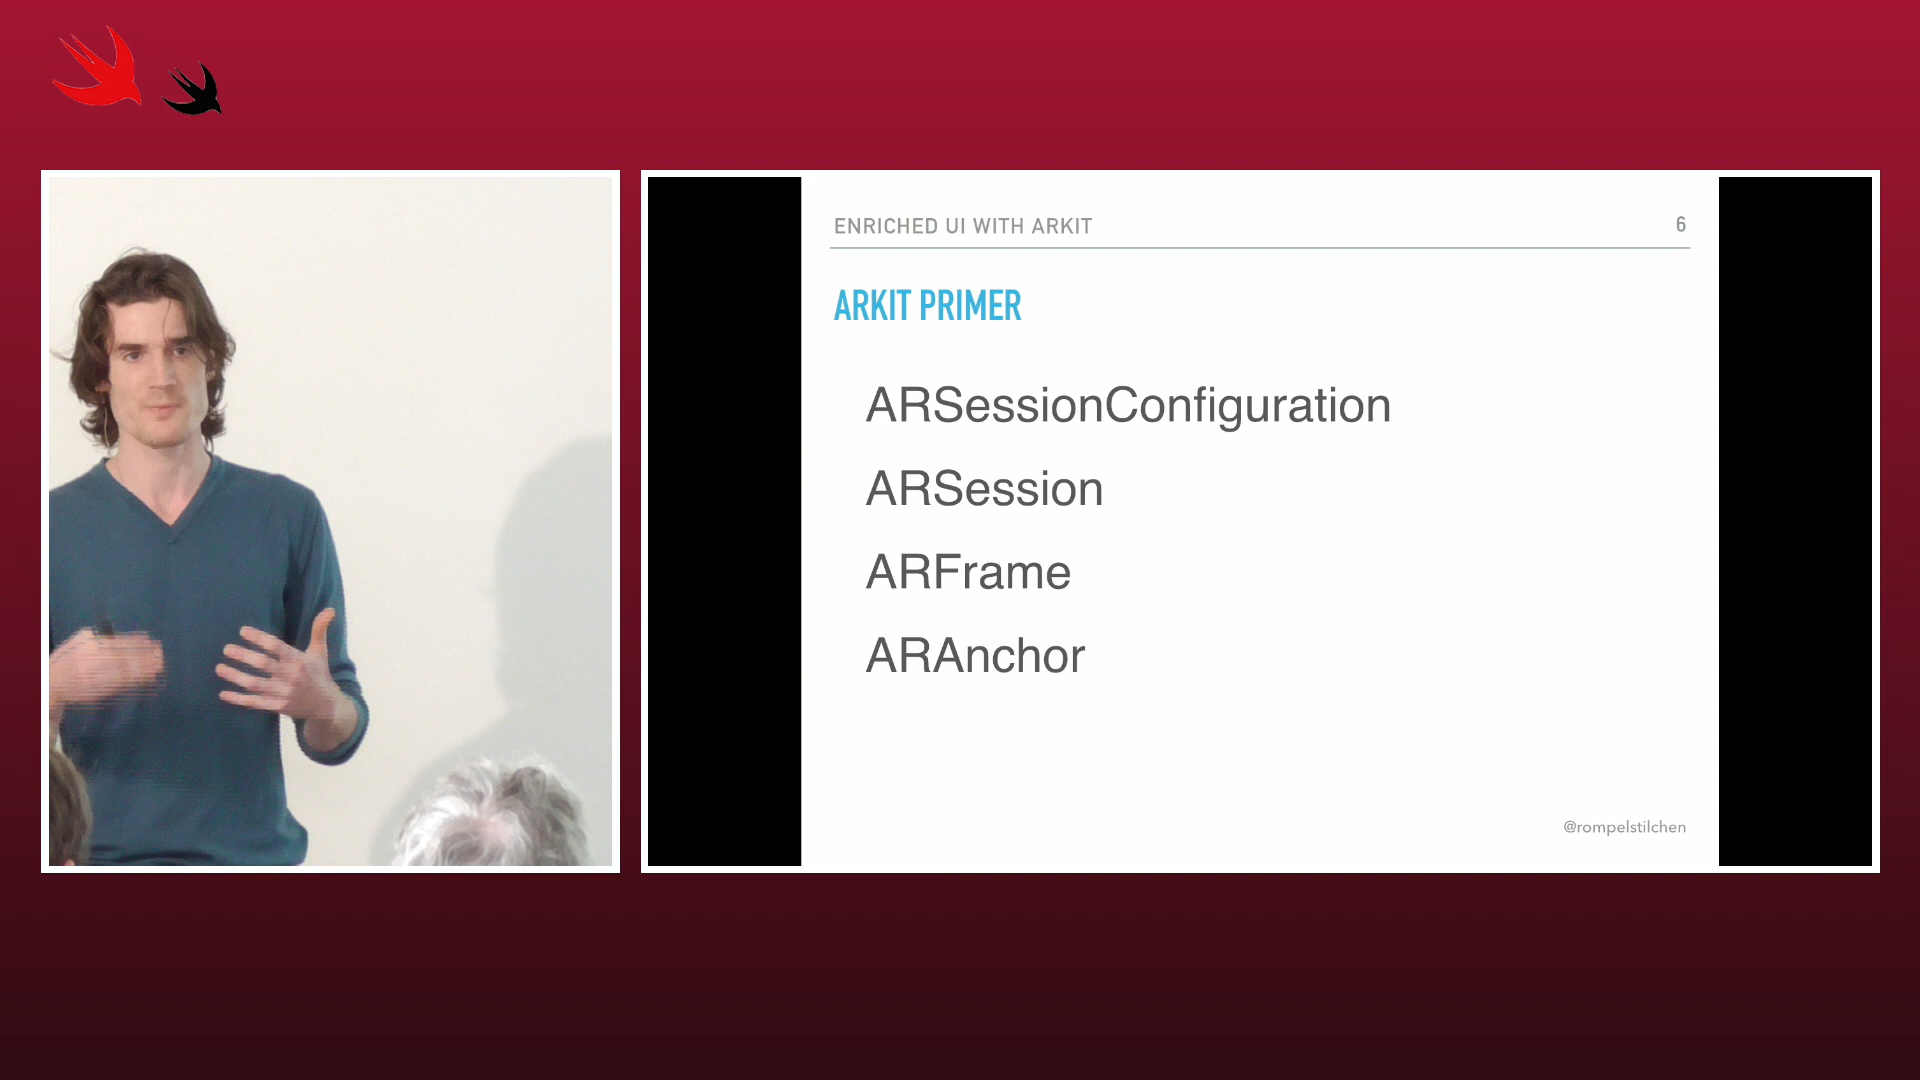 ENRICHED UI WITH ARKIT
6
ARKIT PRIMER
ARSessionConfiguration
ARSession
ARFrame
ARAnchor
@rompelstilchen